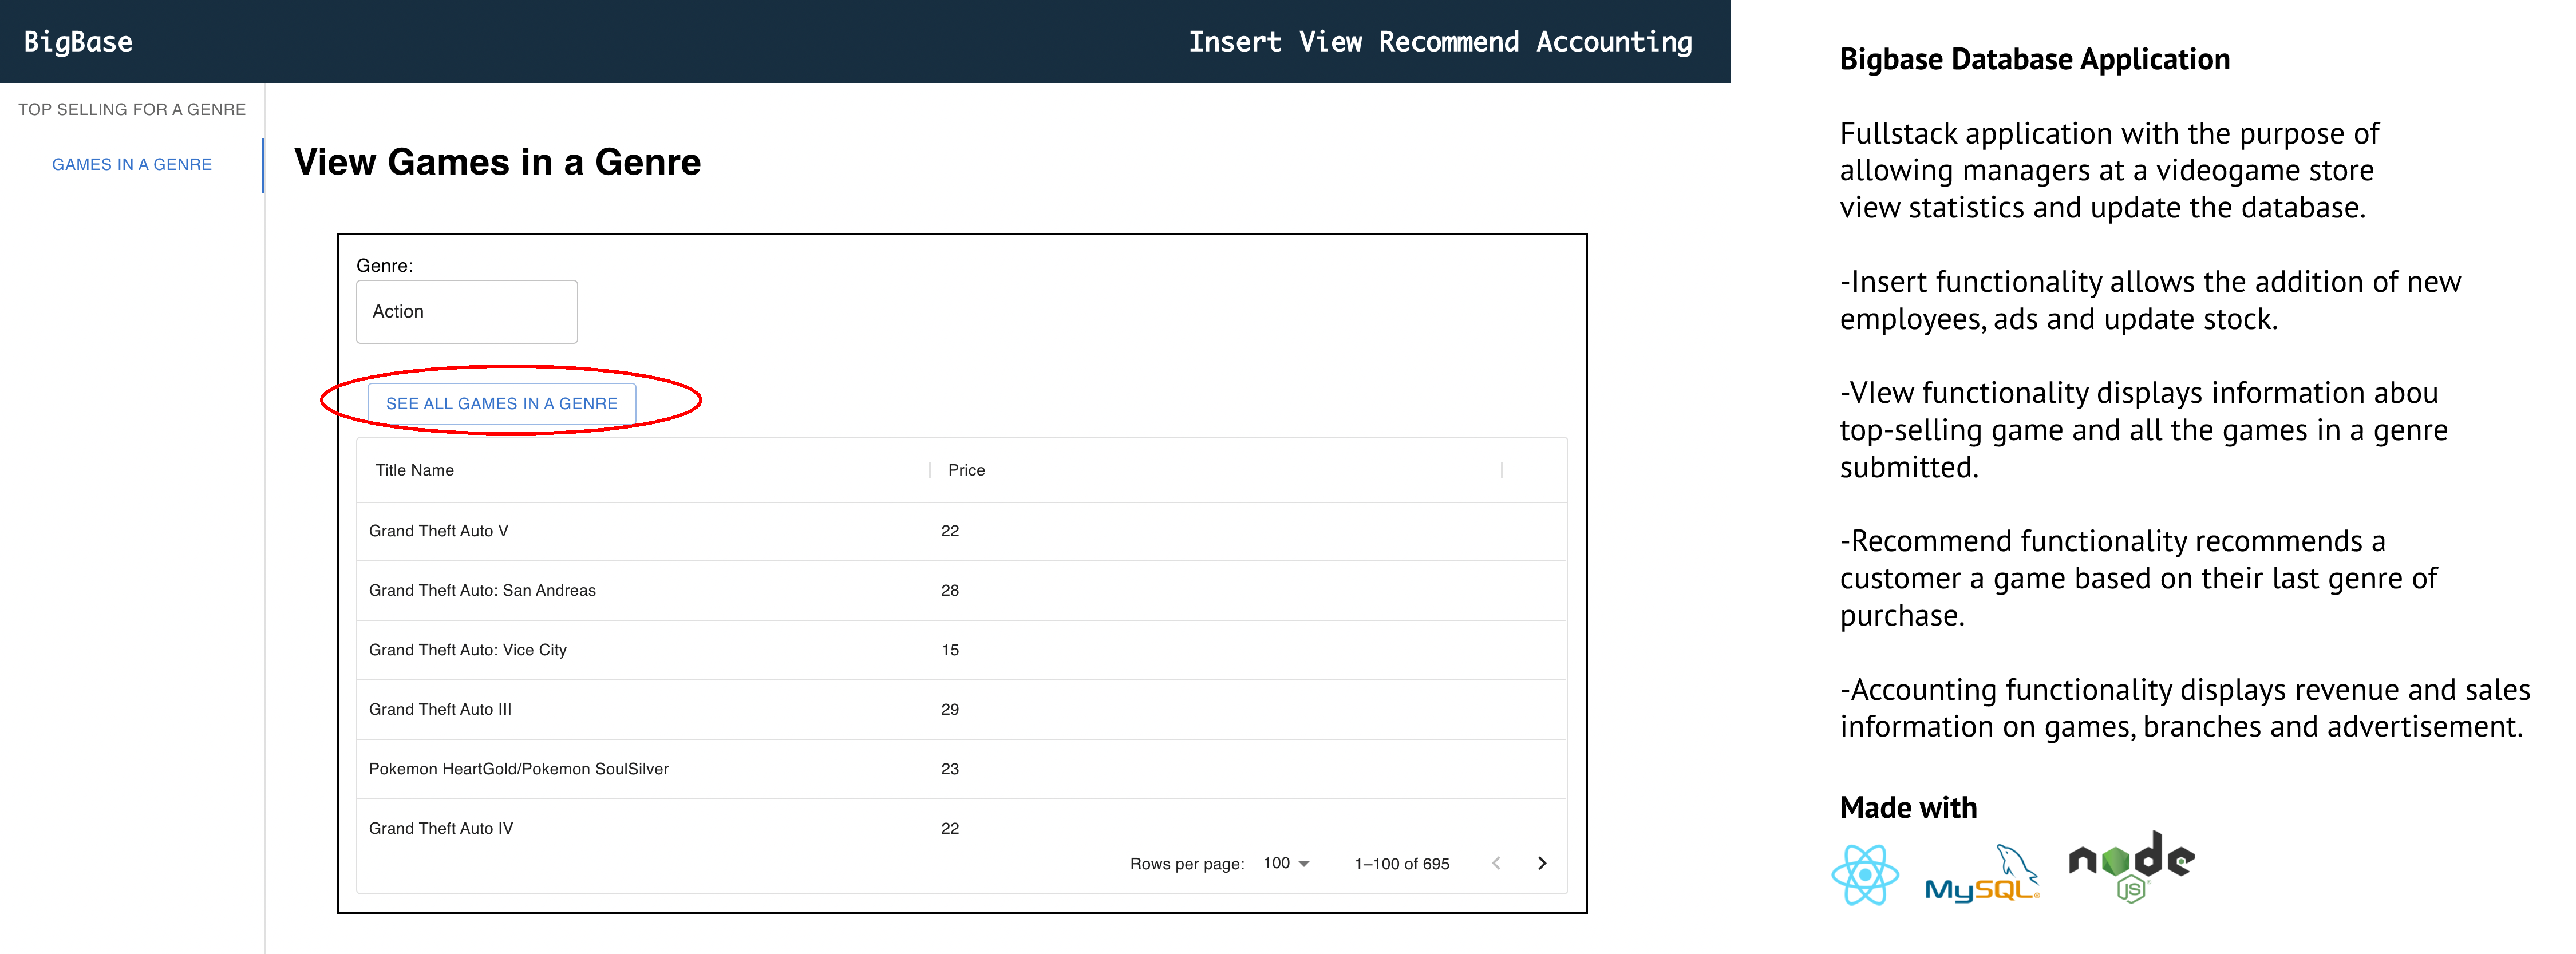 BigBase
Insert View Recommend Accounting
TOP SELLING FOR A GENRE
GAMES IN A GENRE
View Games in a Genre
Genre:
Action
SEE ALL GAMES IN A GENRE
Title Name Price
Grand Theft Auto V 22
Grand Theft Auto: San Andreas 28
Grand Theft Auto: Vice City 15
Grand Theft Auto III 29
Pokemon HeartGold/Pokemon SoulSilver 23
Grand Theft Auto IV 22
Rows per page: 100 1–100 of 695
Bigbase Database Application
Fullstack application with the purpose of
allowing managers at a videogame store
view statistics and update the database.
-Insert functionality allows the addition of new
employees, ads and update stock.
-VIew functionality displays information abou
top-selling game and all the games in a genre
submitted.
-Recommend functionality recommends a
customer a game based on their last genre of
purchase.
-Accounting functionality displays revenue and sales
information on games, branches and advertisement.
Made with
MySQL®
node
JS®